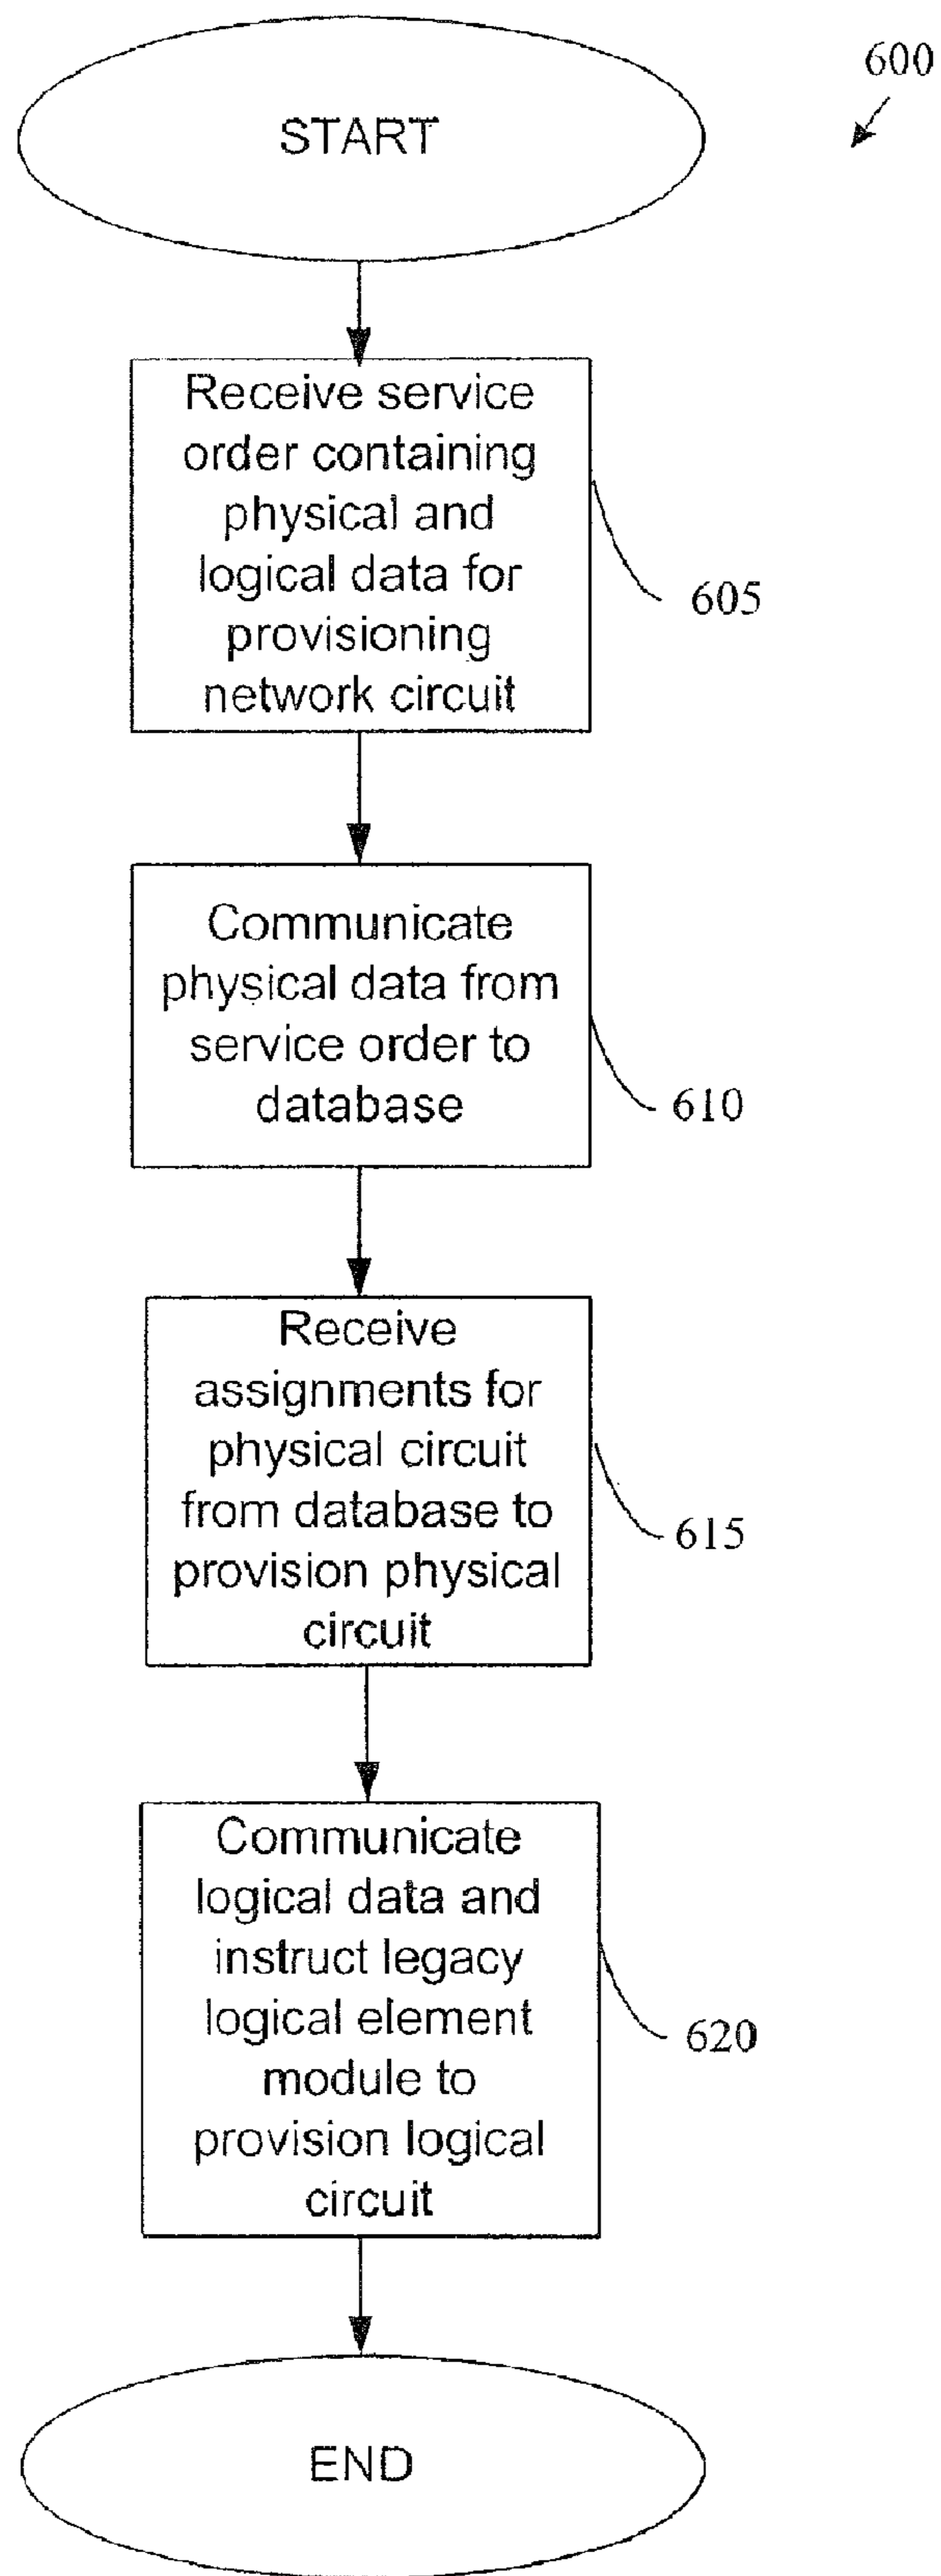 600
START
Receive service
order containing
physical and
logical data for
provisioning
network circuit
605
Communicate
physical data from
service order to
database
610
Receive
assignments for
physical circuit
from database to
provision physical
circuit
615
Communicate
logical data and
instruct legacy
logical element
module to
provision logical
circuit
620
END